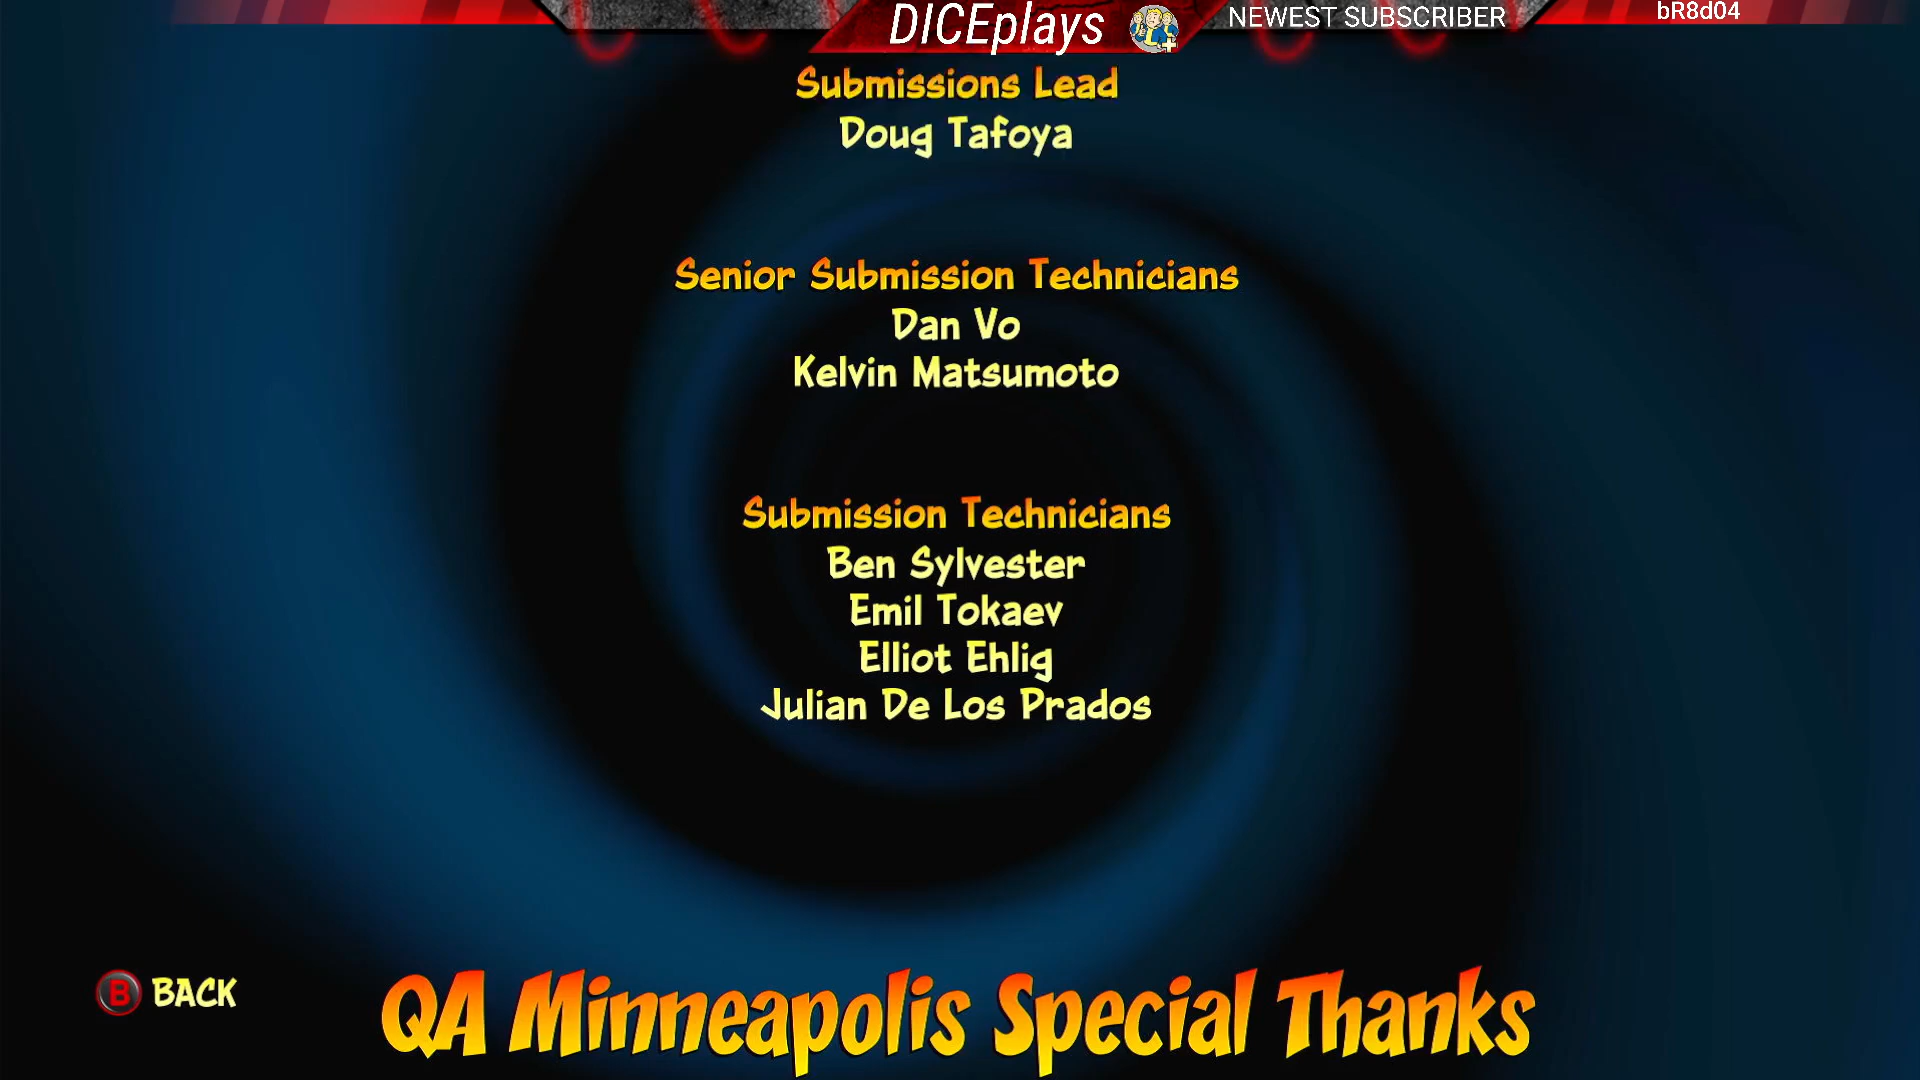 DICEplays
NEWEST SUBSCRIBER
bR8d04
Submissions Lead
Doug Tafoya
Senior Submission Technicians
Dan Vo
Kelvin Matsumoto
Submission Technicians
Ben Sylvester
Emil Tokaev
Elliot Ehlig
Julian De Los Prados
B BACK
QA Minneapolis Special Thanks